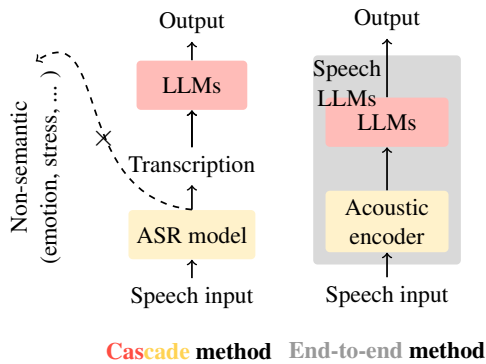 Output
LLMs
Transcription
ASR model
Speech input
Non-semantic
(emotion, stress, ... )
Cascade method
Output
Speech
LLMs
LLMs
Acoustic
encoder
Speech input
End-to-end method